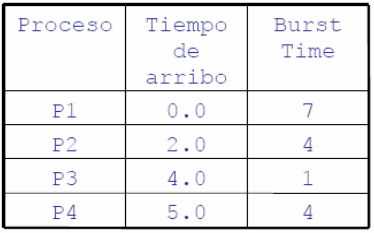 Proceso Tiempo de arribo Burst Time
P1 0.0 7
P2 2.0 4
P3 4.0 1
P4 5.0 4